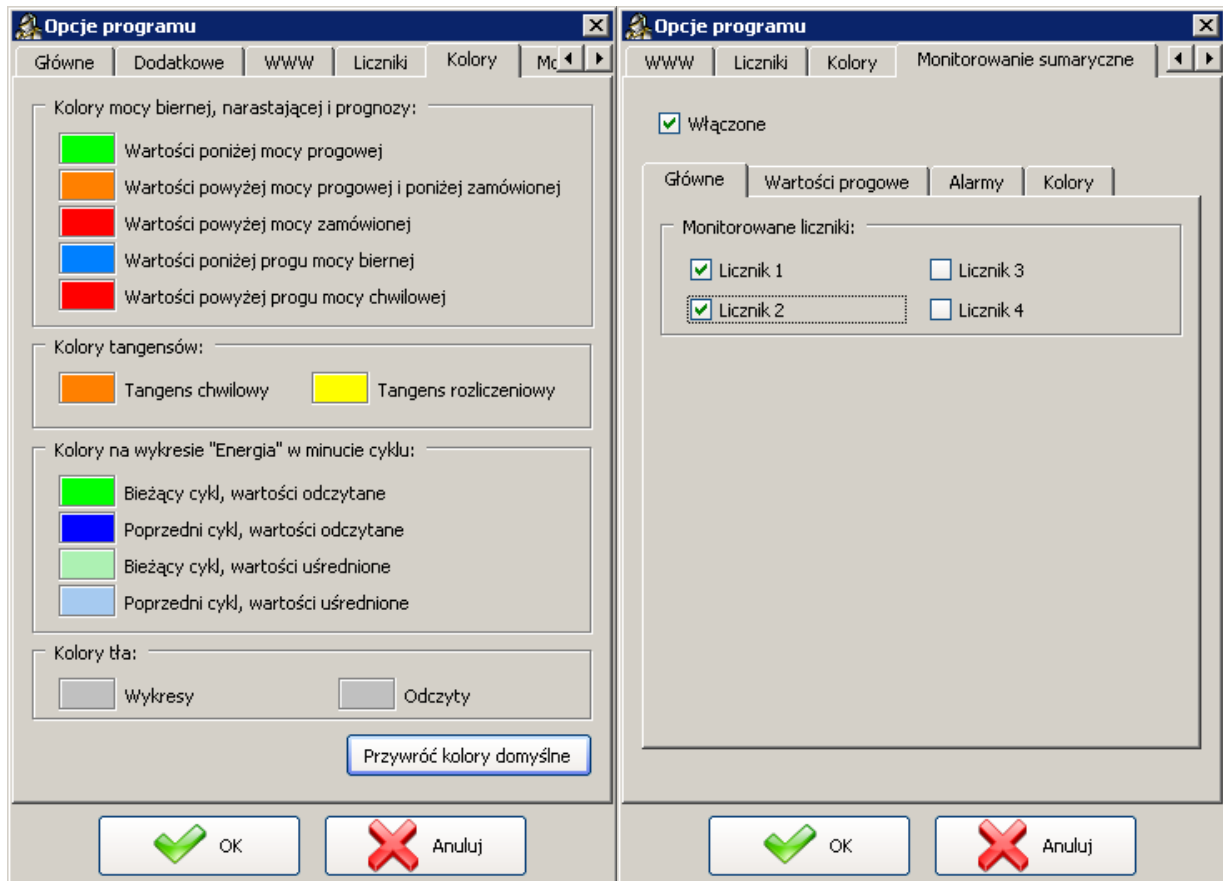 Opcje programu
Główne Dodatkowe WWW Liczniki Kolory
Kolory mocy biernej, narastającej i prognozy:
Wartości poniżej mocy progowej
Wartości powyżej mocy progowej i poniżej zamówionej
Wartości powyżej mocy zamówionej
Wartości poniżej progu mocy biernej
Wartości powyżej progu mocy chwilowej
Kolory tangensów:
Tangens chwilowy Tangens rozliczeniowy
Kolory na wykresie "Energia" w minucie cyklu:
Bieżący cykl, wartości odczytane
Poprzedni cykl, wartości odczytane
Bieżący cykl, wartości uśrednione
Poprzedni cykl, wartości uśrednione
Kolory tła:
Wykresy Odczyty
Przywróć kolory domyślne
OK Anuluj
Opcje programu
WWW Liczniki Kolory Monitorowanie sumaryczne
Włączone
Główne Wartości progowe Alarmy Kolory
Monitorowane liczniki:
Licznik 1 Licznik 3
Licznik 2 Licznik 4
OK Anuluj